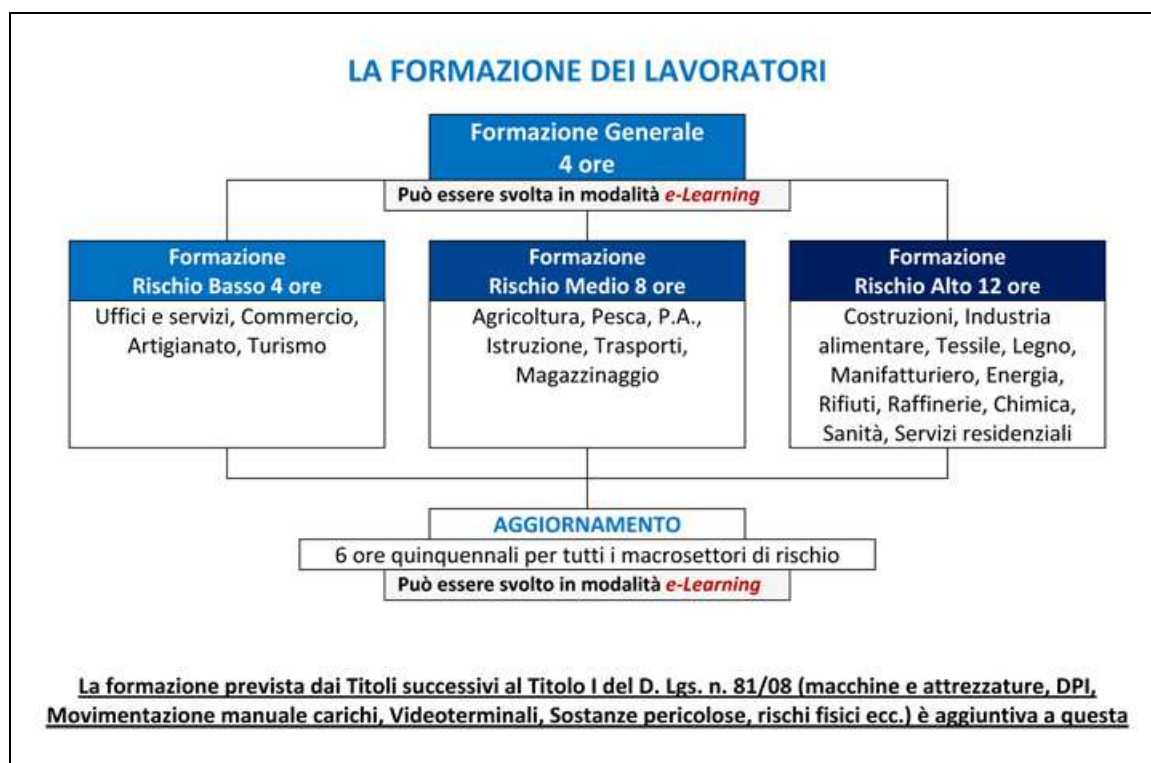 LA FORMAZIONE DEI LAVORATORI
Formazione Generale
4 ore
Può essere svolta in modalità e-Learning
Formazione
Rischio Basso 4 ore
Uffici e servizi, Commercio,
Artigianato, Turismo
Formazione
Rischio Medio 8 ore
Agricoltura, Pesca, P.A.,
Istruzione, Trasporti,
Magazzinaggio
Formazione
Rischio Alto 12 ore
Costruzioni, Industria
alimentare, Tessile, Legno,
Manifatturiero, Energia,
Rifiuti, Raffinerie, Chimica,
Sanità, Servizi residenziali
AGGIORNAMENTO
6 ore quinquennali per tutti i macrosettori di rischio
Può essere svolto in modalità e-Learning
La formazione prevista dai Titoli successivi al Titolo I del D. Lgs. n. 81/08 (macchine e attrezzature, DPI,
Movimentazione manuale carichi, Videoterminali, Sostanze pericolose, rischi fisici ecc.) è aggiuntiva a questa